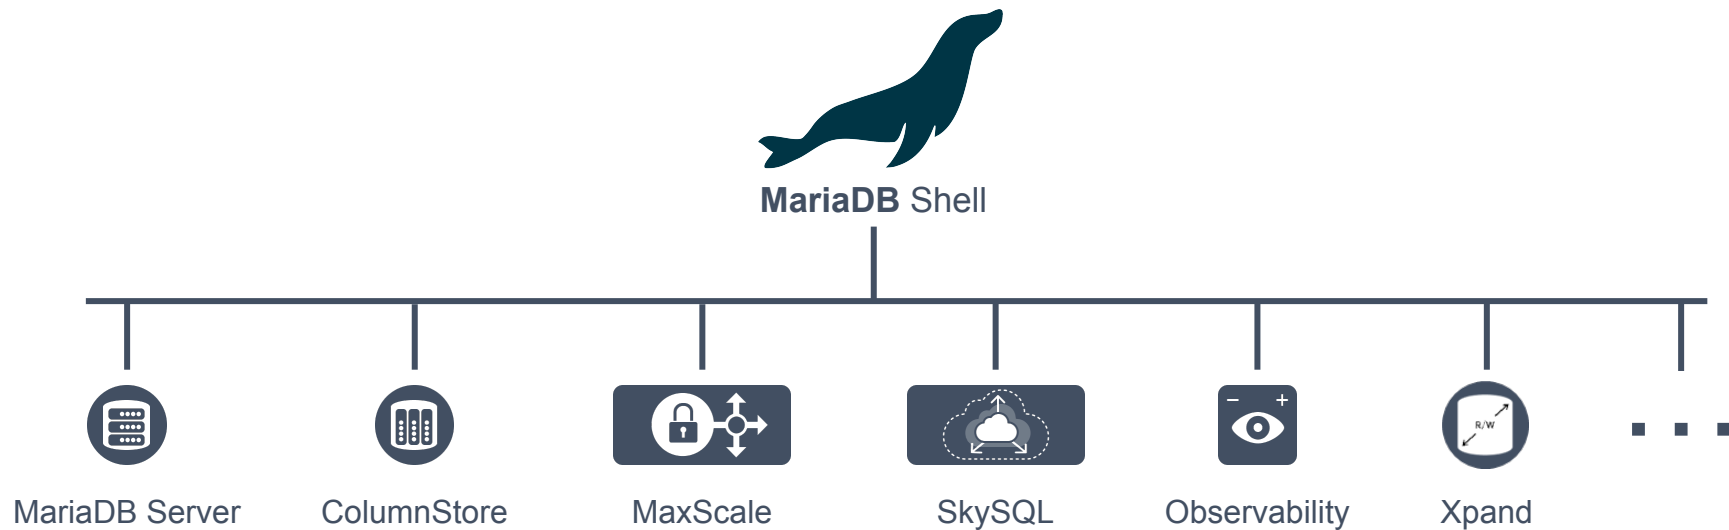 MariaDB Shell
R/W
MariaDB Server
ColumnStore
MaxScale
SkySQL
Observability
Xpand